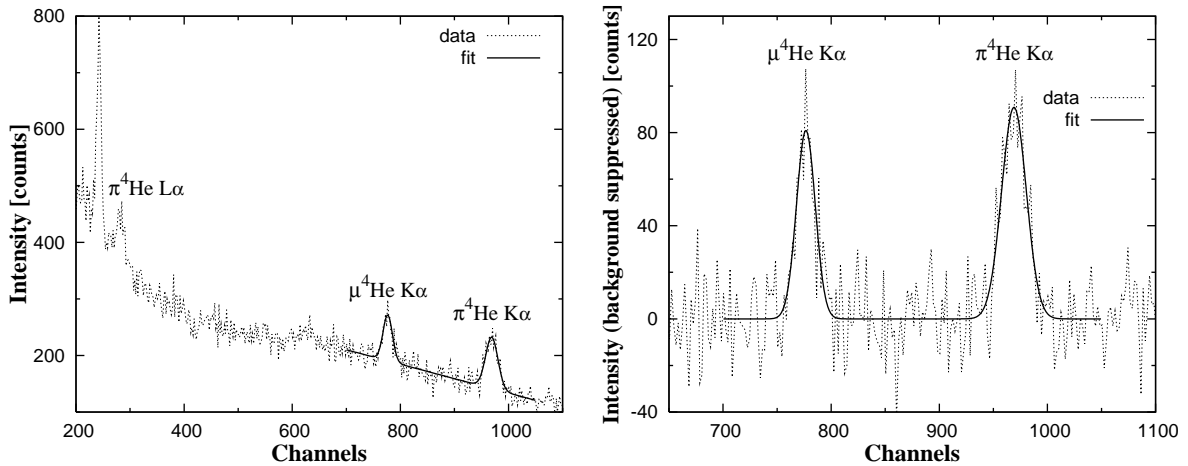 Intensity [counts]
800
600
400
200
data
fit
π⁴He Lα
μ⁴He Kα
π⁴He Kα
200 400 600 800 1000
Channels
Intensity (background suppressed) [counts]
120
80
40
0
-40
μ⁴He Kα
π⁴He Kα
data
fit
700 800 900 1000 1100
Channels